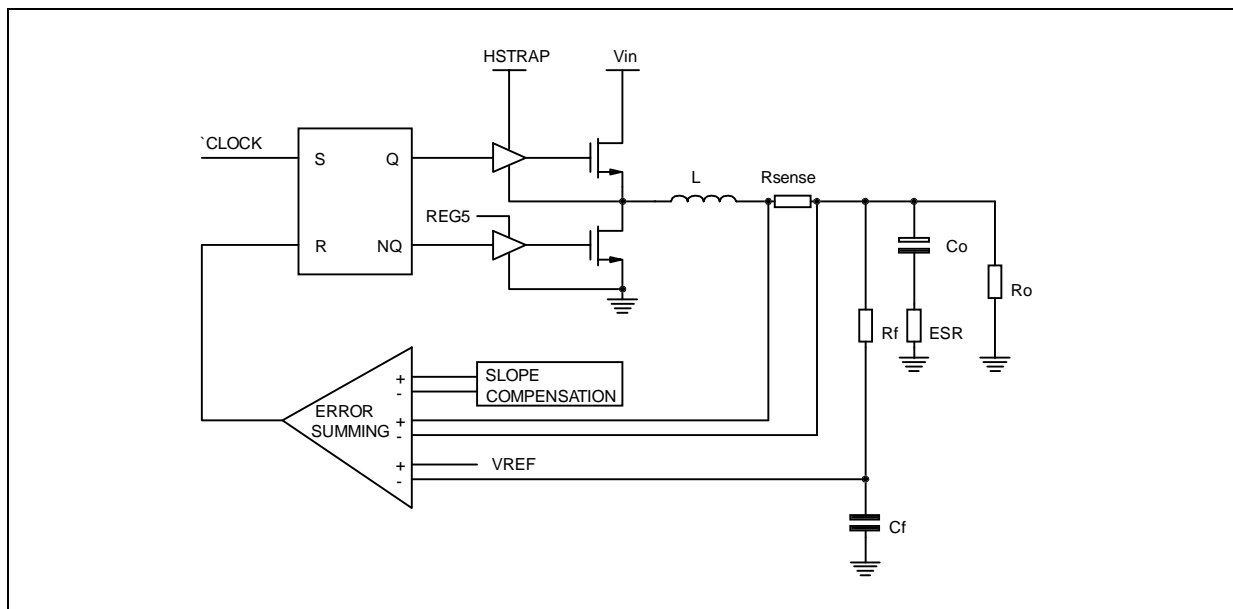 HSTRAP
Vin
`CLOCK
S
Q
L
Rsense
REG5
R
NQ
Co
Ro
Rf
ESR
+
SLOPE
-
COMPENSATION
ERROR
+
SUMMING
-
+
VREF
-
Cf